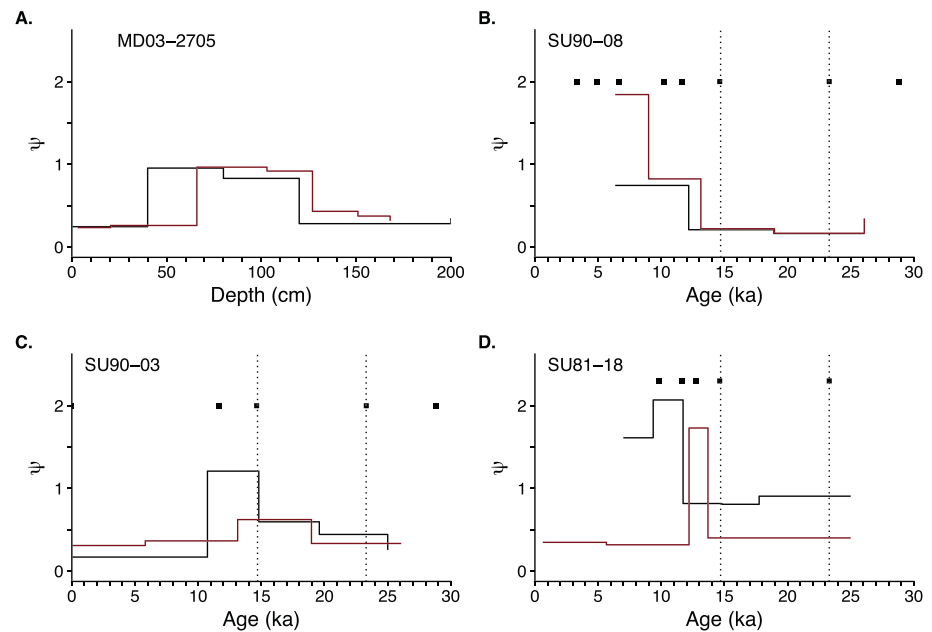 A.
MD03–2705
ψ
2
1
0
0 50 100 150 200
Depth (cm)
B.
SU90–08
ψ
2
1
0
0 5 10 15 20 25 30
Age (ka)
C.
SU90–03
ψ
2
1
0
0 5 10 15 20 25 30
Age (ka)
D.
SU81–18
ψ
2
1
0
0 5 10 15 20 25 30
Age (ka)